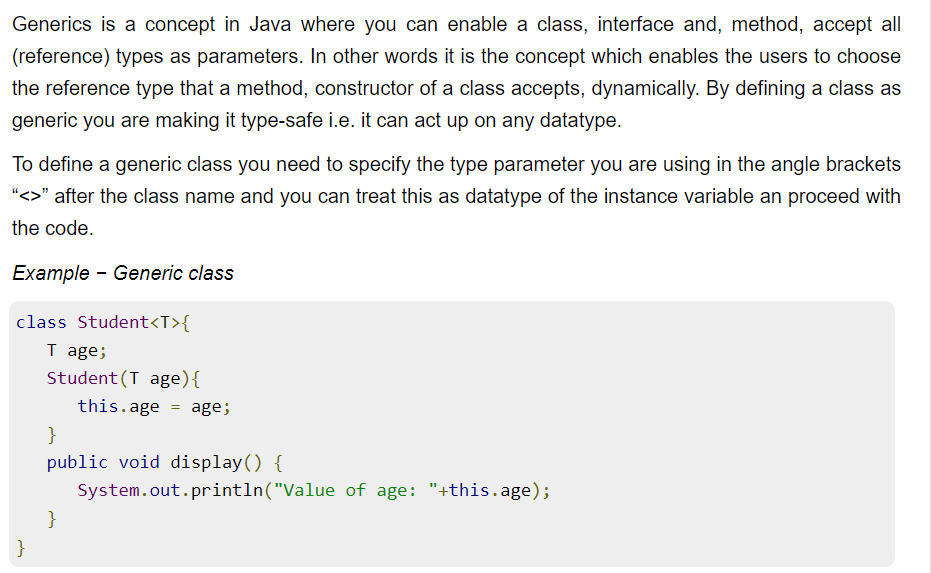 Generics is a concept in Java where you can enable a class, interface and, method, accept all
(reference) types as parameters. In other words it is the concept which enables the users to choose
the reference type that a method, constructor of a class accepts, dynamically. By defining a class as
generic you are making it type-safe i.e. it can act up on any datatype.
To define a generic class you need to specify the type parameter you are using in the angle brackets
“<>” after the class name and you can treat this as datatype of the instance variable an proceed with
the code.
Example − Generic class
class Student<T>{
   T age;
   Student(T age){
      this.age = age;
   }
   public void display() {
      System.out.println("Value of age: "+this.age);
   }
}